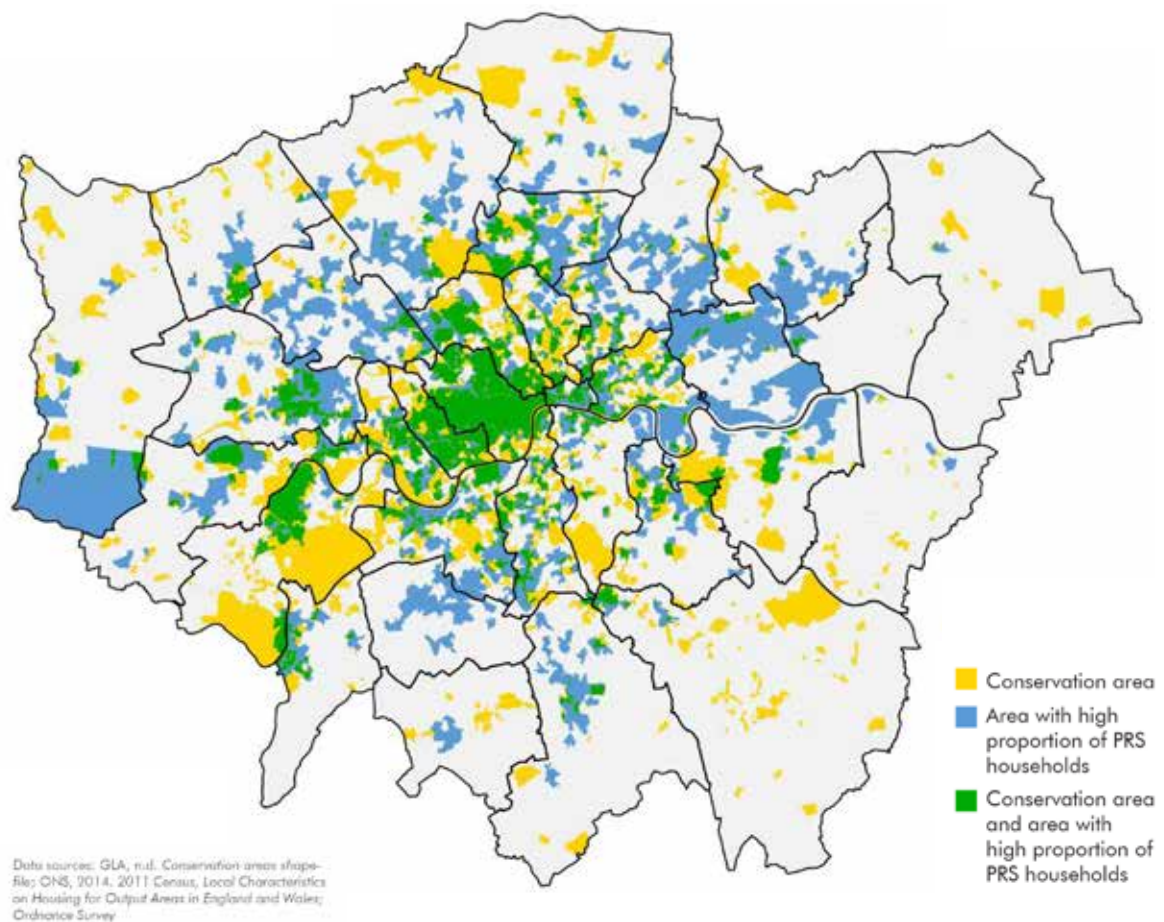 Conservation area
Area with high
proportion of PRS
households
Conservation area
and area with
high proportion of
PRS households
Data sources: GLA, n.d. Conservation areas shape-
file; ONS, 2014. 2011 Census, Local Characteristics
on Housing for Output Areas in England and Wales;
Ordnance Survey